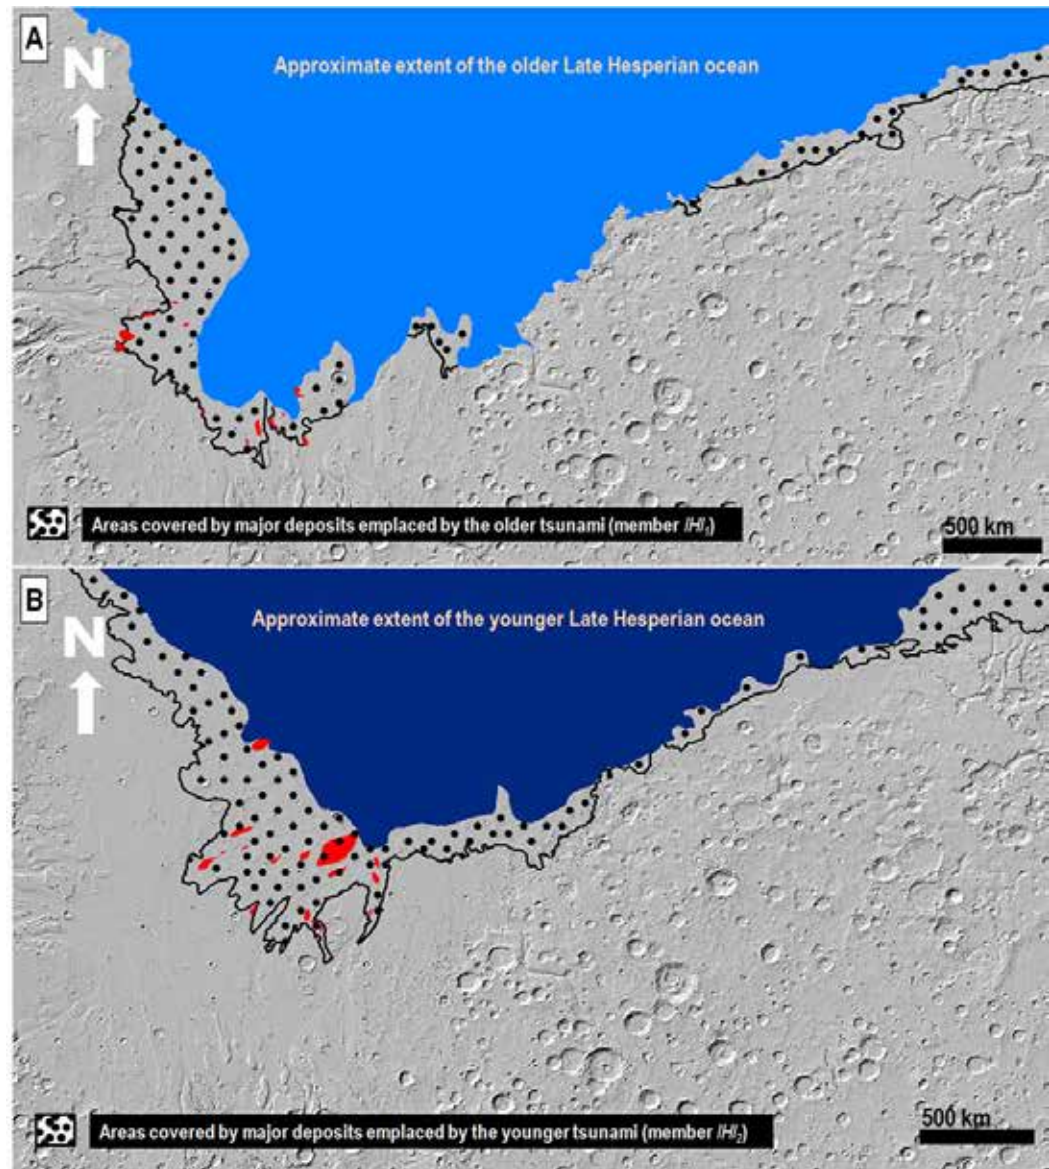 A
N
Approximate extent of the older Late Hesperian ocean
Areas covered by major deposits emplaced by the older tsunami (member lHl₁)
500 km
B
N
Approximate extent of the younger Late Hesperian ocean
Areas covered by major deposits emplaced by the younger tsunami (member lHl₂)
500 km